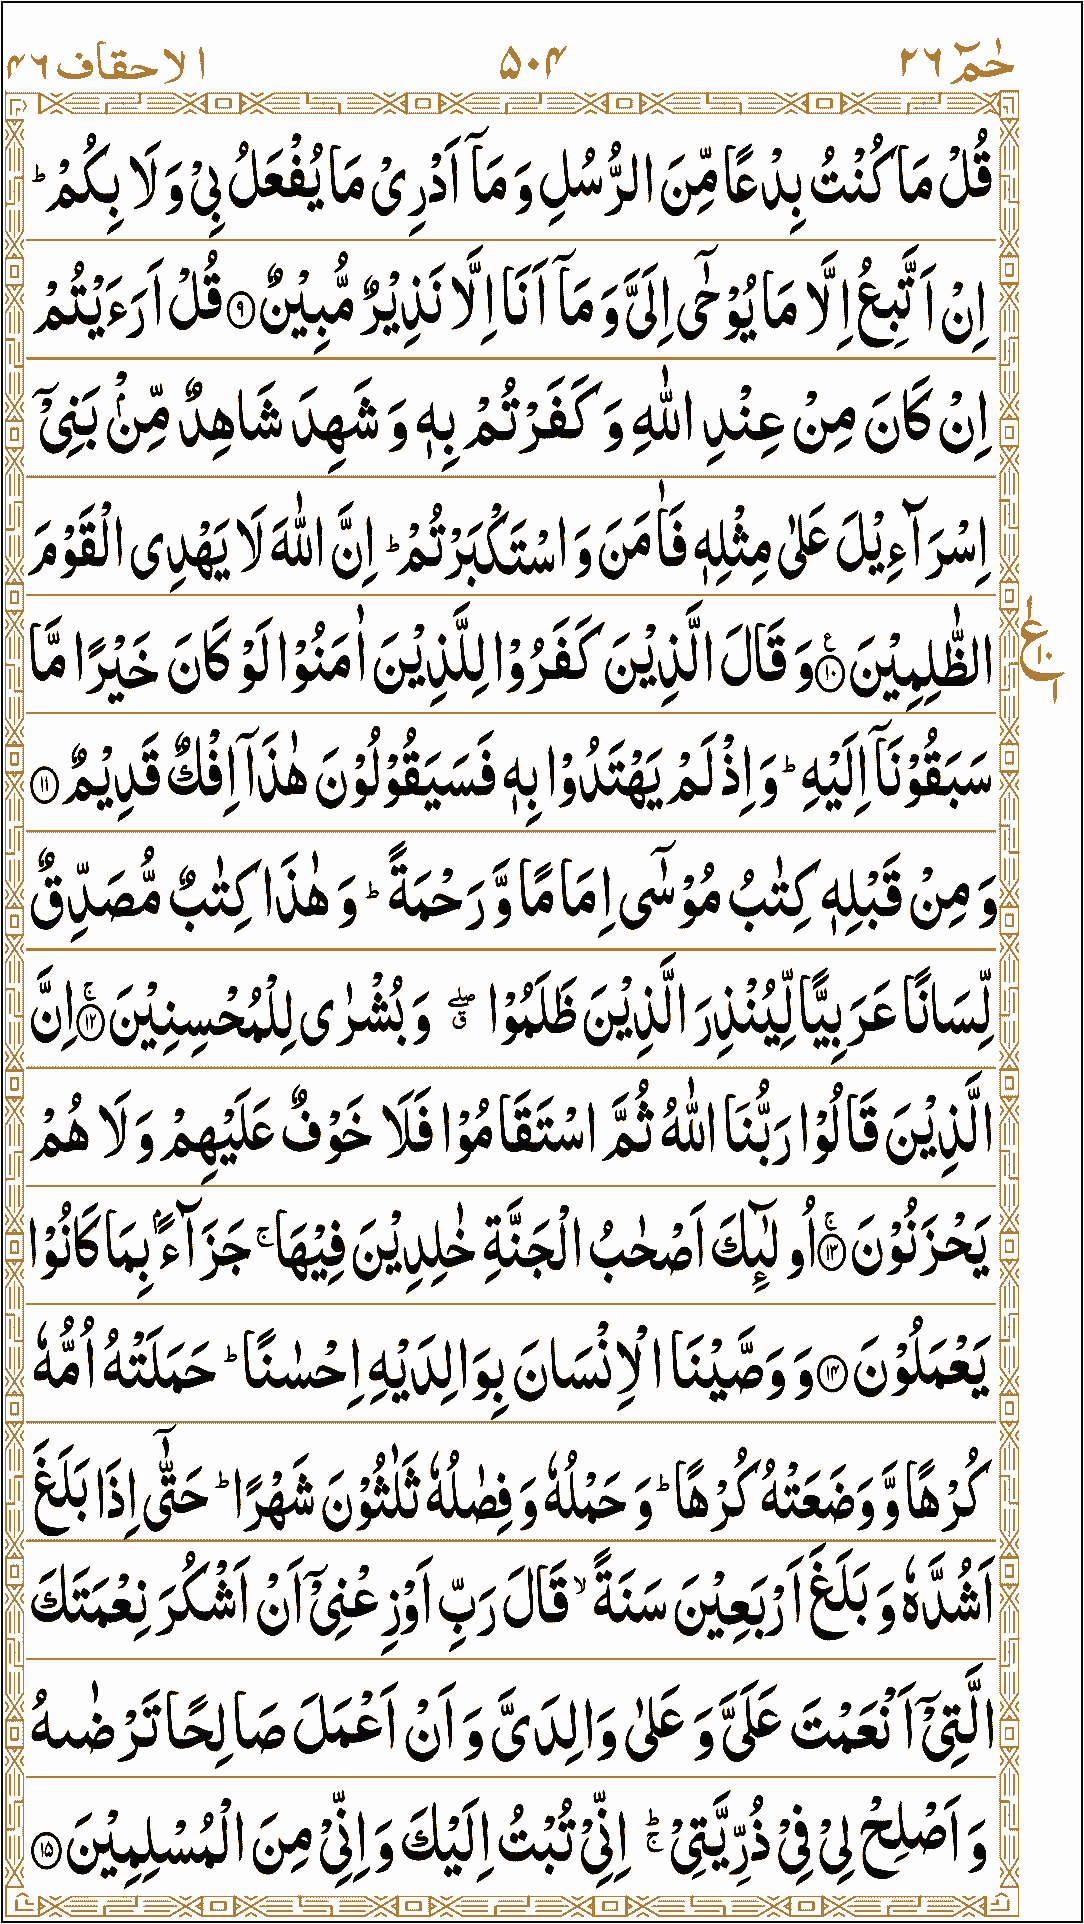 حٰمٓ ۲۶
۵۰۴
الاحقاف ۴۶
قُلْ مَا كُنْتُ بِدْعًا مِّنَ الرُّسُلِ وَ مَاۤ اَدْرِیْ مَا یُفْعَلُ بِیْ وَ لَا بِكُمْ ؕ
اِنْ اَتَّبِعُ اِلَّا مَا یُوْحٰۤی اِلَیَّ وَ مَاۤ اَنَا اِلَّا نَذِیْرٌ مُّبِیْنٌ ﴿۹﴾ قُلْ اَرَءَیْتُمْ
اِنْ كَانَ مِنْ عِنْدِ اللّٰهِ وَ كَفَرْتُمْ بِهٖ وَ شَهِدَ شَاهِدٌ مِّنْۢ بَنِیْۤ
اِسْرَآءِیْلَ عَلٰی مِثْلِهٖ فَاٰمَنَ وَ اسْتَكْبَرْتُمْ ؕ اِنَّ اللّٰهَ لَا یَهْدِی الْقَوْمَ
الظّٰلِمِیْنَ ﴿۱۰﴾ۧ وَ قَالَ الَّذِیْنَ كَفَرُوْا لِلَّذِیْنَ اٰمَنُوْا لَوْ كَانَ خَیْرًا مَّا
ع
۱۰
۱
سَبَقُوْنَاۤ اِلَیْهِ ؕ وَ اِذْ لَمْ یَهْتَدُوْا بِهٖ فَسَیَقُوْلُوْنَ هٰذَاۤ اِفْكٌ قَدِیْمٌ ﴿۱۱﴾
وَ مِنْ قَبْلِهٖ كِتٰبُ مُوْسٰۤی اِمَامًا وَّ رَحْمَةً ؕ وَ هٰذَا كِتٰبٌ مُّصَدِّقٌ
لِّسَانًا عَرَبِیًّا لِّیُنْذِرَ الَّذِیْنَ ظَلَمُوْا ۖۗ وَ بُشْرٰی لِلْمُحْسِنِیْنَ ﴿ۚ۱۲﴾ اِنَّ
الَّذِیْنَ قَالُوْا رَبُّنَا اللّٰهُ ثُمَّ اسْتَقَامُوْا فَلَا خَوْفٌ عَلَیْهِمْ وَ لَا هُمْ
یَحْزَنُوْنَ ﴿ۚ۱۳﴾ اُولٰٓىِٕكَ اَصْحٰبُ الْجَنَّةِ خٰلِدِیْنَ فِیْهَا ۚ جَزَآءًۢ بِمَا كَانُوْا
یَعْمَلُوْنَ ﴿۱۴﴾ وَ وَصَّیْنَا الْاِنْسَانَ بِوَالِدَیْهِ اِحْسٰنًا ؕ حَمَلَتْهُ اُمُّهٗ
كُرْهًا وَّ وَضَعَتْهُ كُرْهًا ؕ وَ حَمْلُهٗ وَ فِصٰلُهٗ ثَلٰثُوْنَ شَهْرًا ؕ حَتّٰۤی اِذَا بَلَغَ
اَشُدَّهٗ وَ بَلَغَ اَرْبَعِیْنَ سَنَةً ۙ قَالَ رَبِّ اَوْزِعْنِیْۤ اَنْ اَشْكُرَ نِعْمَتَكَ
الَّتِیْۤ اَنْعَمْتَ عَلَیَّ وَ عَلٰی وَالِدَیَّ وَ اَنْ اَعْمَلَ صَالِحًا تَرْضٰىهُ
وَ اَصْلِحْ لِیْ فِیْ ذُرِّیَّتِیْ ؕۚ اِنِّیْ تُبْتُ اِلَیْكَ وَ اِنِّیْ مِنَ الْمُسْلِمِیْنَ ﴿۱۵﴾